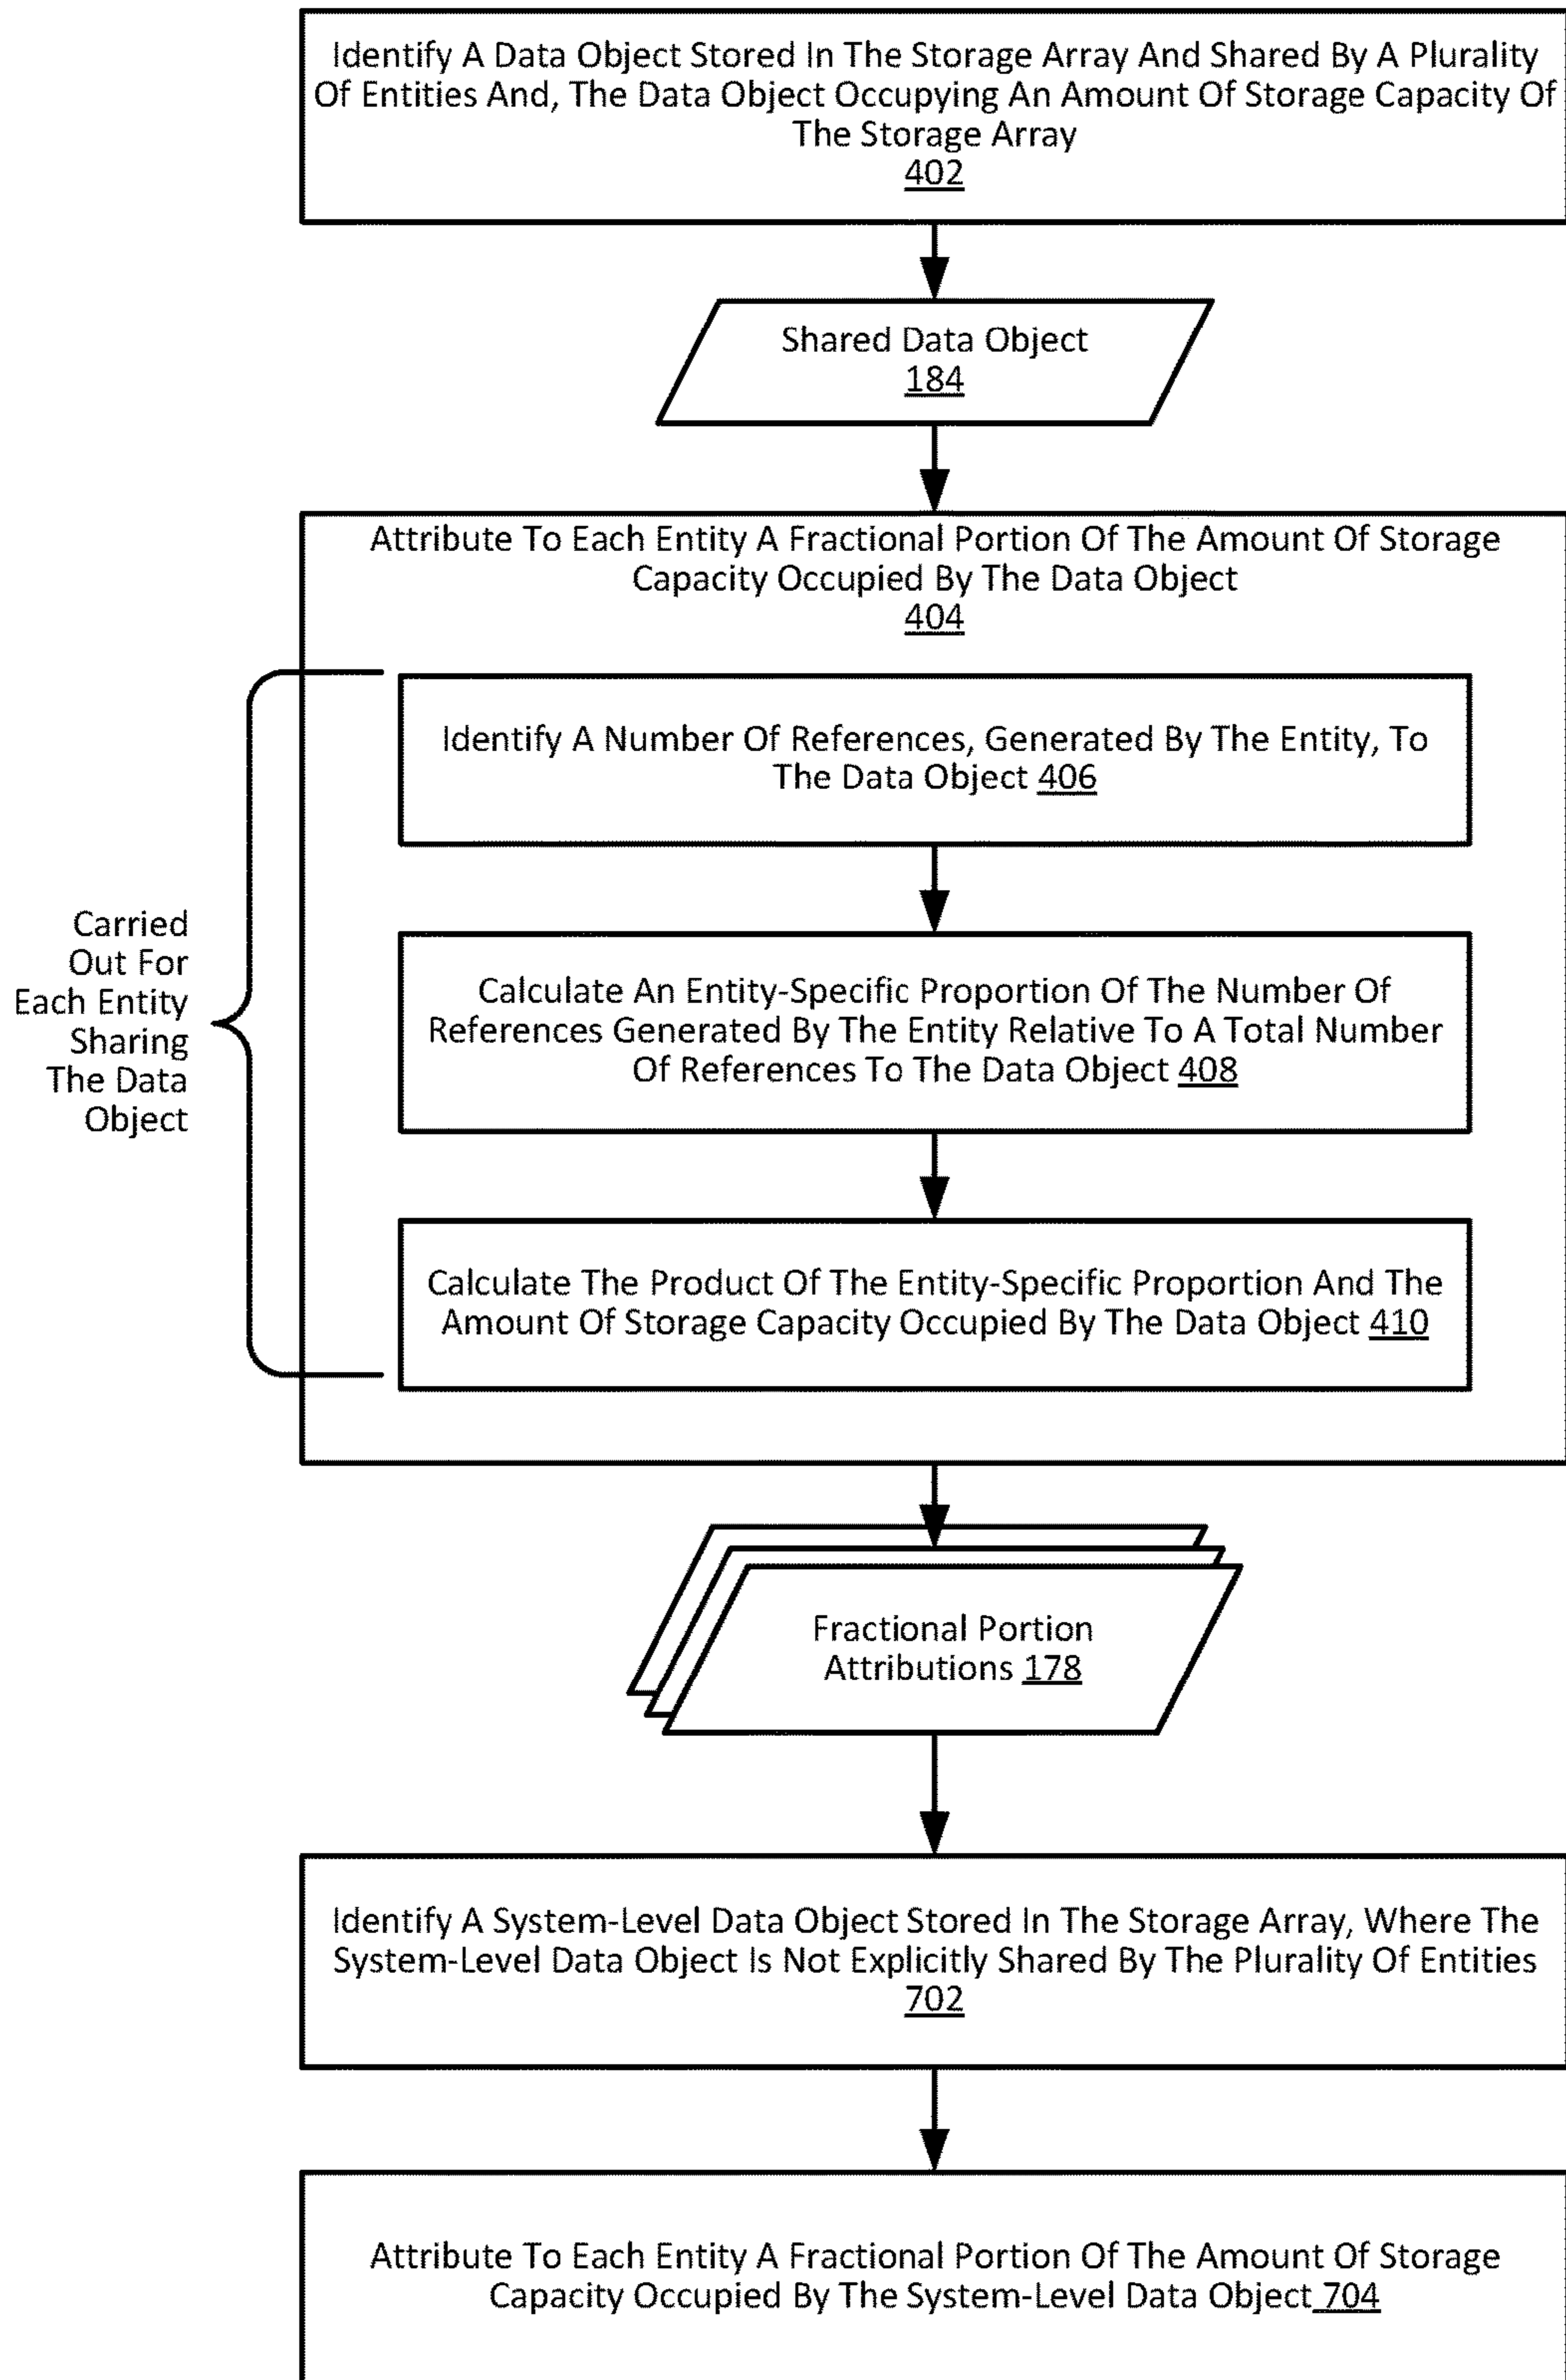 Identify A Data Object Stored In The Storage Array And Shared By A Plurality
Of Entities And, The Data Object Occupying An Amount Of Storage Capacity Of
The Storage Array
402
Shared Data Object
184
Attribute To Each Entity A Fractional Portion Of The Amount Of Storage
Capacity Occupied By The Data Object
404
Identify A Number Of References, Generated By The Entity, To
The Data Object 406
Carried
Out For
Each Entity
Sharing
The Data
Object
Calculate An Entity-Specific Proportion Of The Number Of
References Generated By The Entity Relative To A Total Number
Of References To The Data Object 408
Calculate The Product Of The Entity-Specific Proportion And The
Amount Of Storage Capacity Occupied By The Data Object 410
Fractional Portion
Attributions 178
Identify A System-Level Data Object Stored In The Storage Array, Where The
System-Level Data Object Is Not Explicitly Shared By The Plurality Of Entities
702
Attribute To Each Entity A Fractional Portion Of The Amount Of Storage
Capacity Occupied By The System-Level Data Object 704